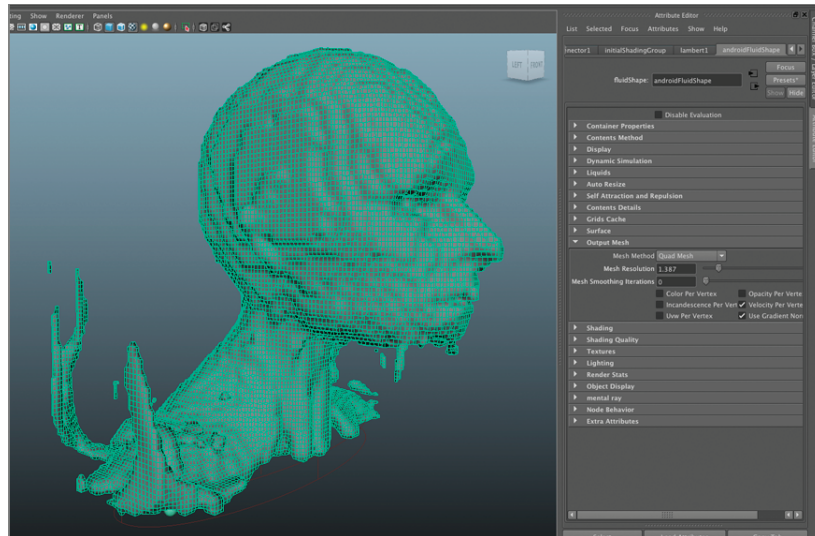 Show Renderer Panels
Attribute Editor
List Selected Focus Attributes Show Help
initialShadingGroup lambert1 androidFluidShape
LEFT FRONT
Focus
fluidShape: androidFluidShape
Presets*
Show Hide
Disable Evaluation
Container Properties
Contents Method
Display
Dynamic Simulation
Liquids
Auto Resize
Self Attraction and Repulsion
Contents Details
Grids Cache
Surface
Output Mesh
Mesh Method Quad Mesh
Mesh Resolution 1.387
Mesh Smoothing Iterations 0
Color Per Vertex Opacity Per Verte
Incandescence Per Vert Velocity Per Verte
Uvw Per Vertex Use Gradient Nor
Shading
Shading Quality
Textures
Lighting
Render Stats
Object Display
mental ray
Node Behavior
Extra Attributes